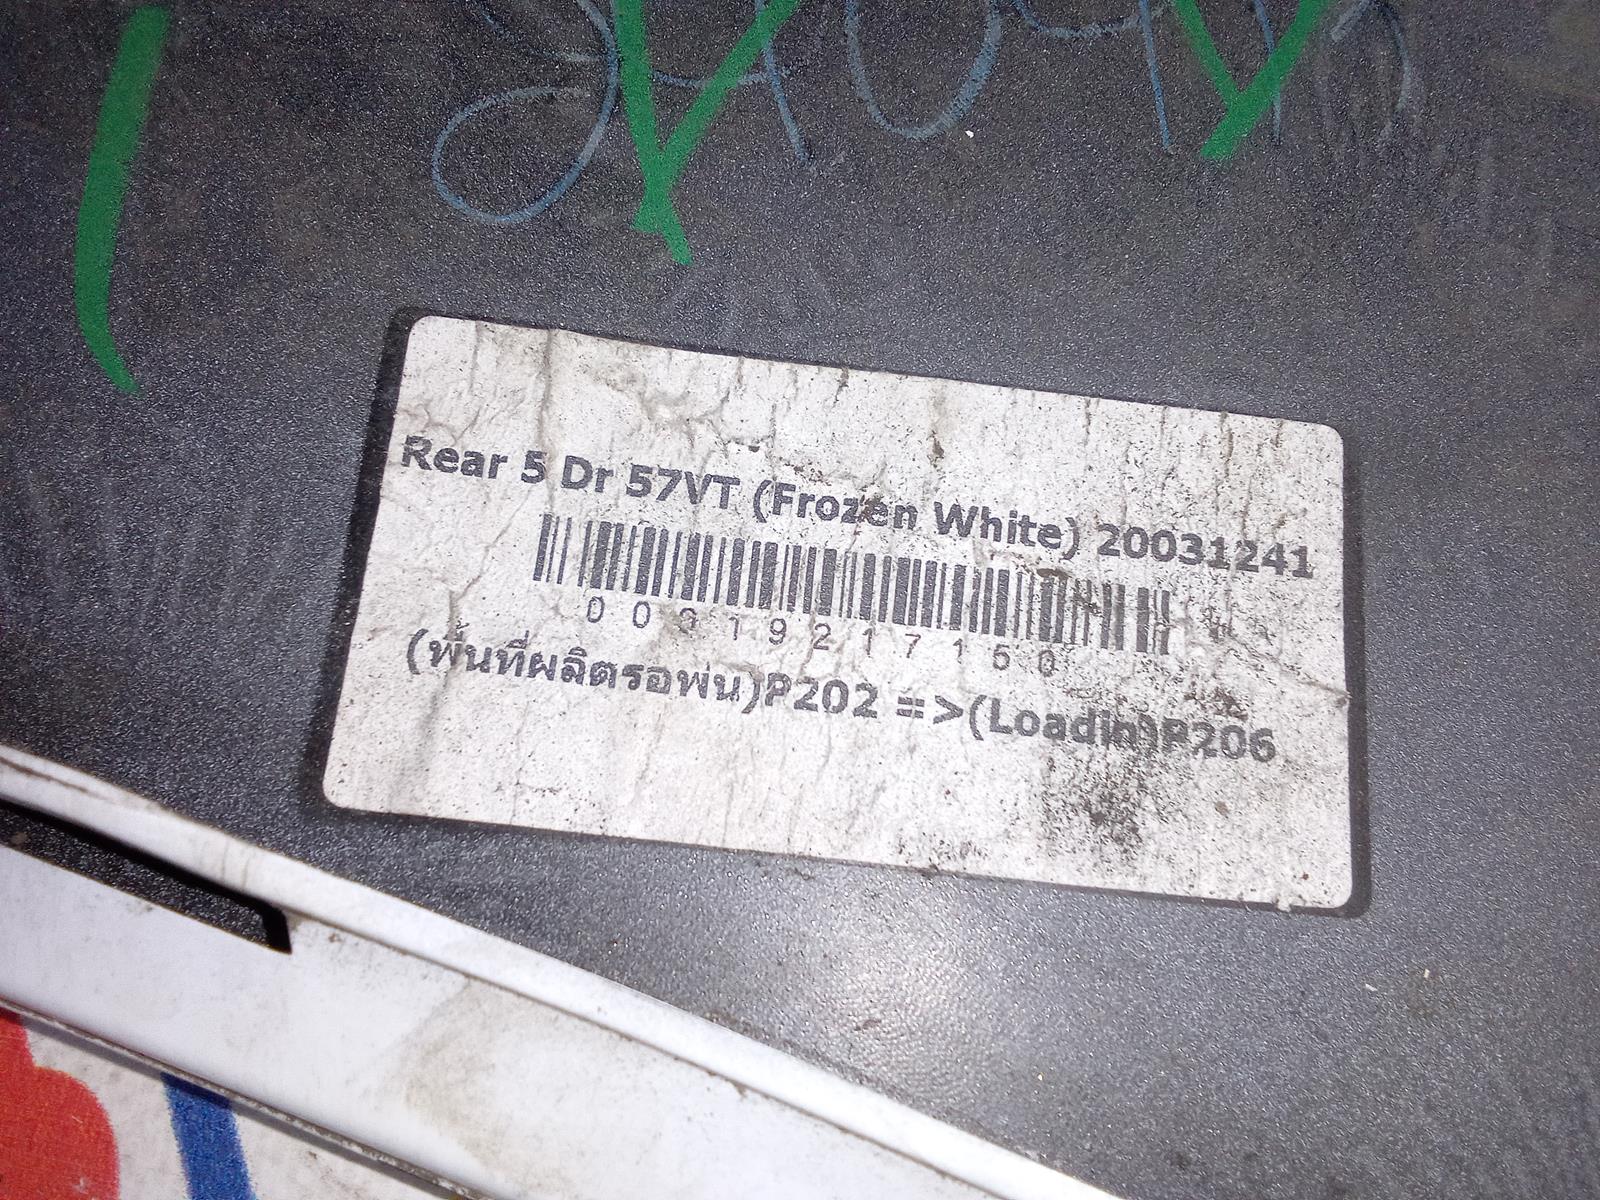 Rear 5 Dr 57VT (Frozen White) 20031241
00019217150
(พื้นที่ผลิตรอพ่น)P202 =>(Loadin)P206